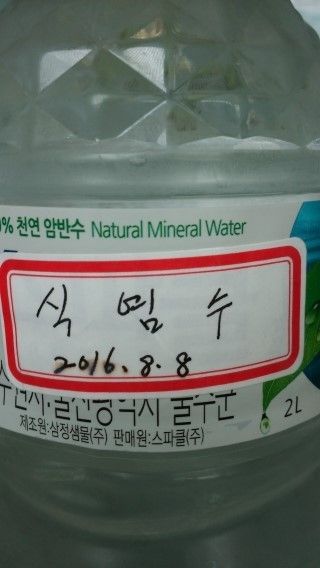 0% 천연 암반수 Natural Mineral Water
식 염 수
2016.8.8
2L
제조원:삼정샘물(주) 판매원:스파클(주)